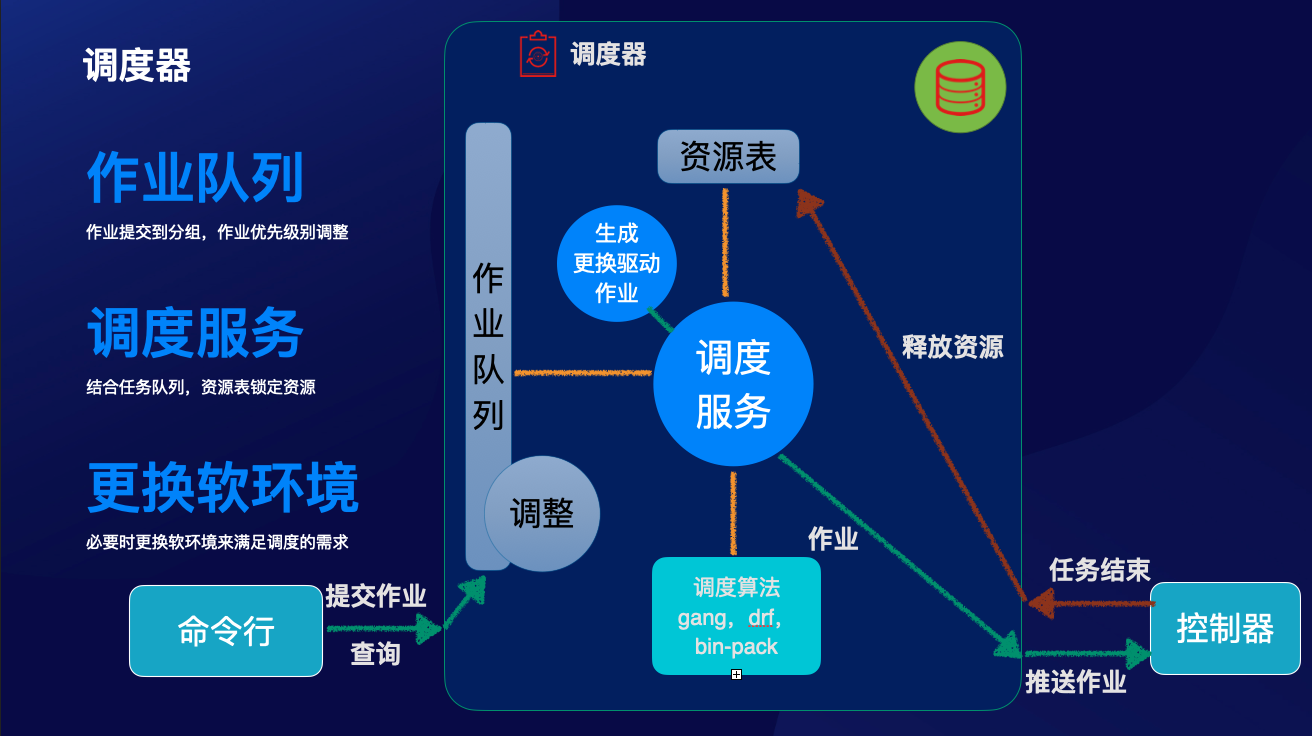 调度器
作业队列
作业提交到分组，作业优先级别调整
调度服务
结合任务队列，资源表锁定资源
更换软环境
必要时更换软环境来满足调度的需求
命令行
提交作业
查询
调度器
作
业
队
列
调整
资源表
生成
更换驱动
作业
调度
服务
调度算法
gang，drf，
bin-pack
作业
释放资源
任务结束
控制器
推送作业